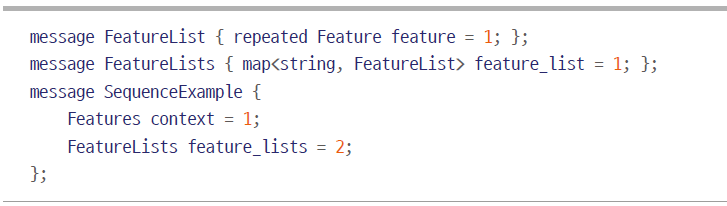 message FeatureList { repeated Feature feature = 1; };
message FeatureLists { map<string, FeatureList> feature_list = 1; };
message SequenceExample {
    Features context = 1;
    FeatureLists feature_lists = 2;
};